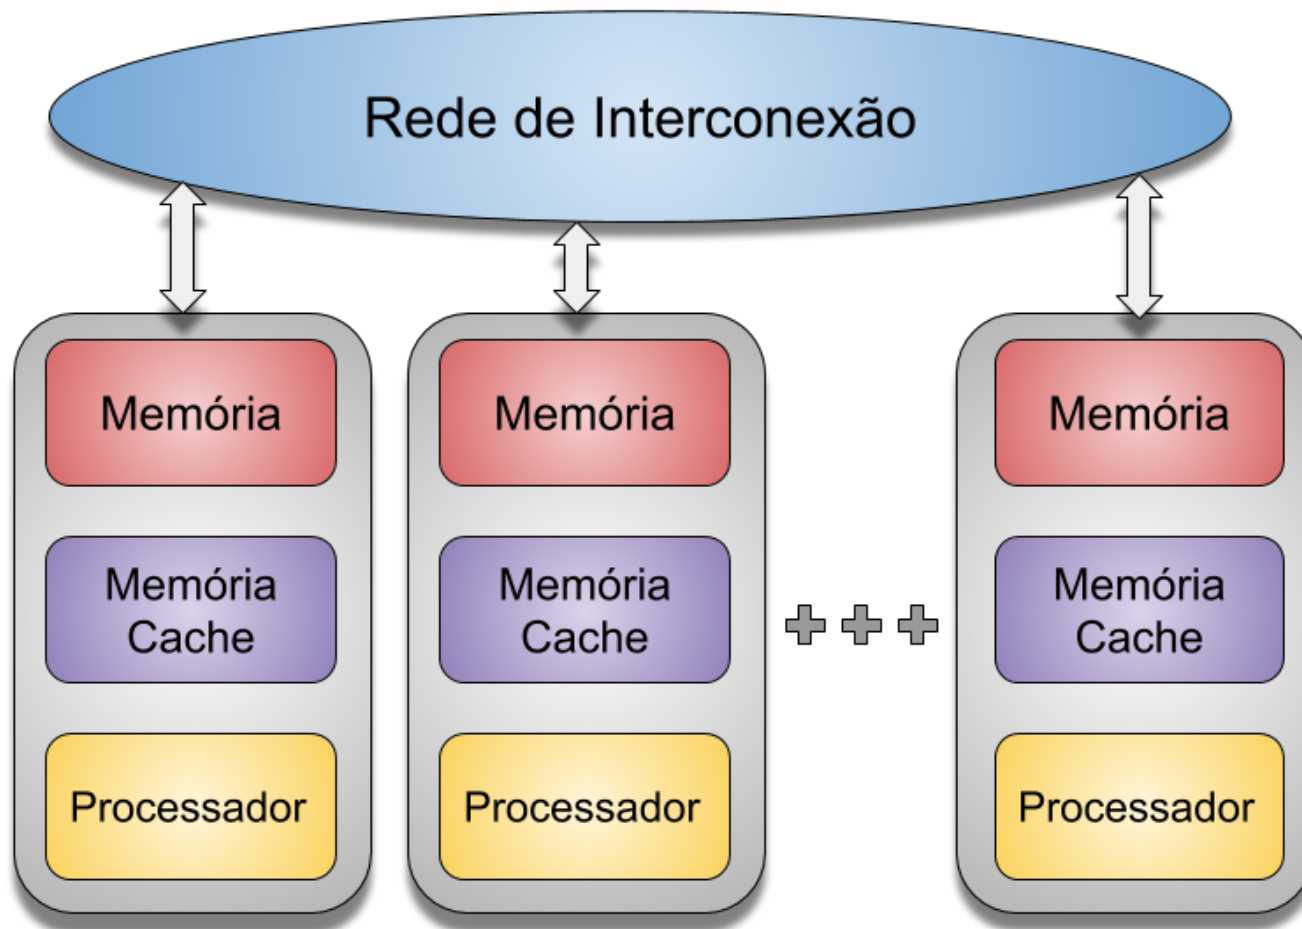 Rede de Interconexão
Memória
Memória
Memória
Memória
Cache
Memória
Cache
Memória
Cache
Processador
Processador
Processador